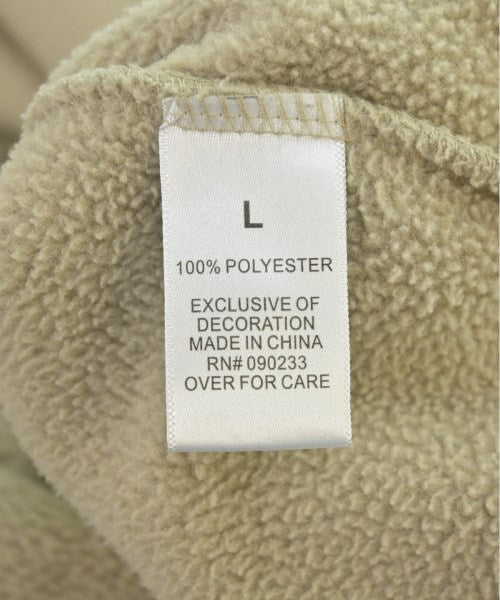 L
100% POLYESTER
EXCLUSIVE OF
DECORATION
MADE IN CHINA
RN# 090233
OVER FOR CARE